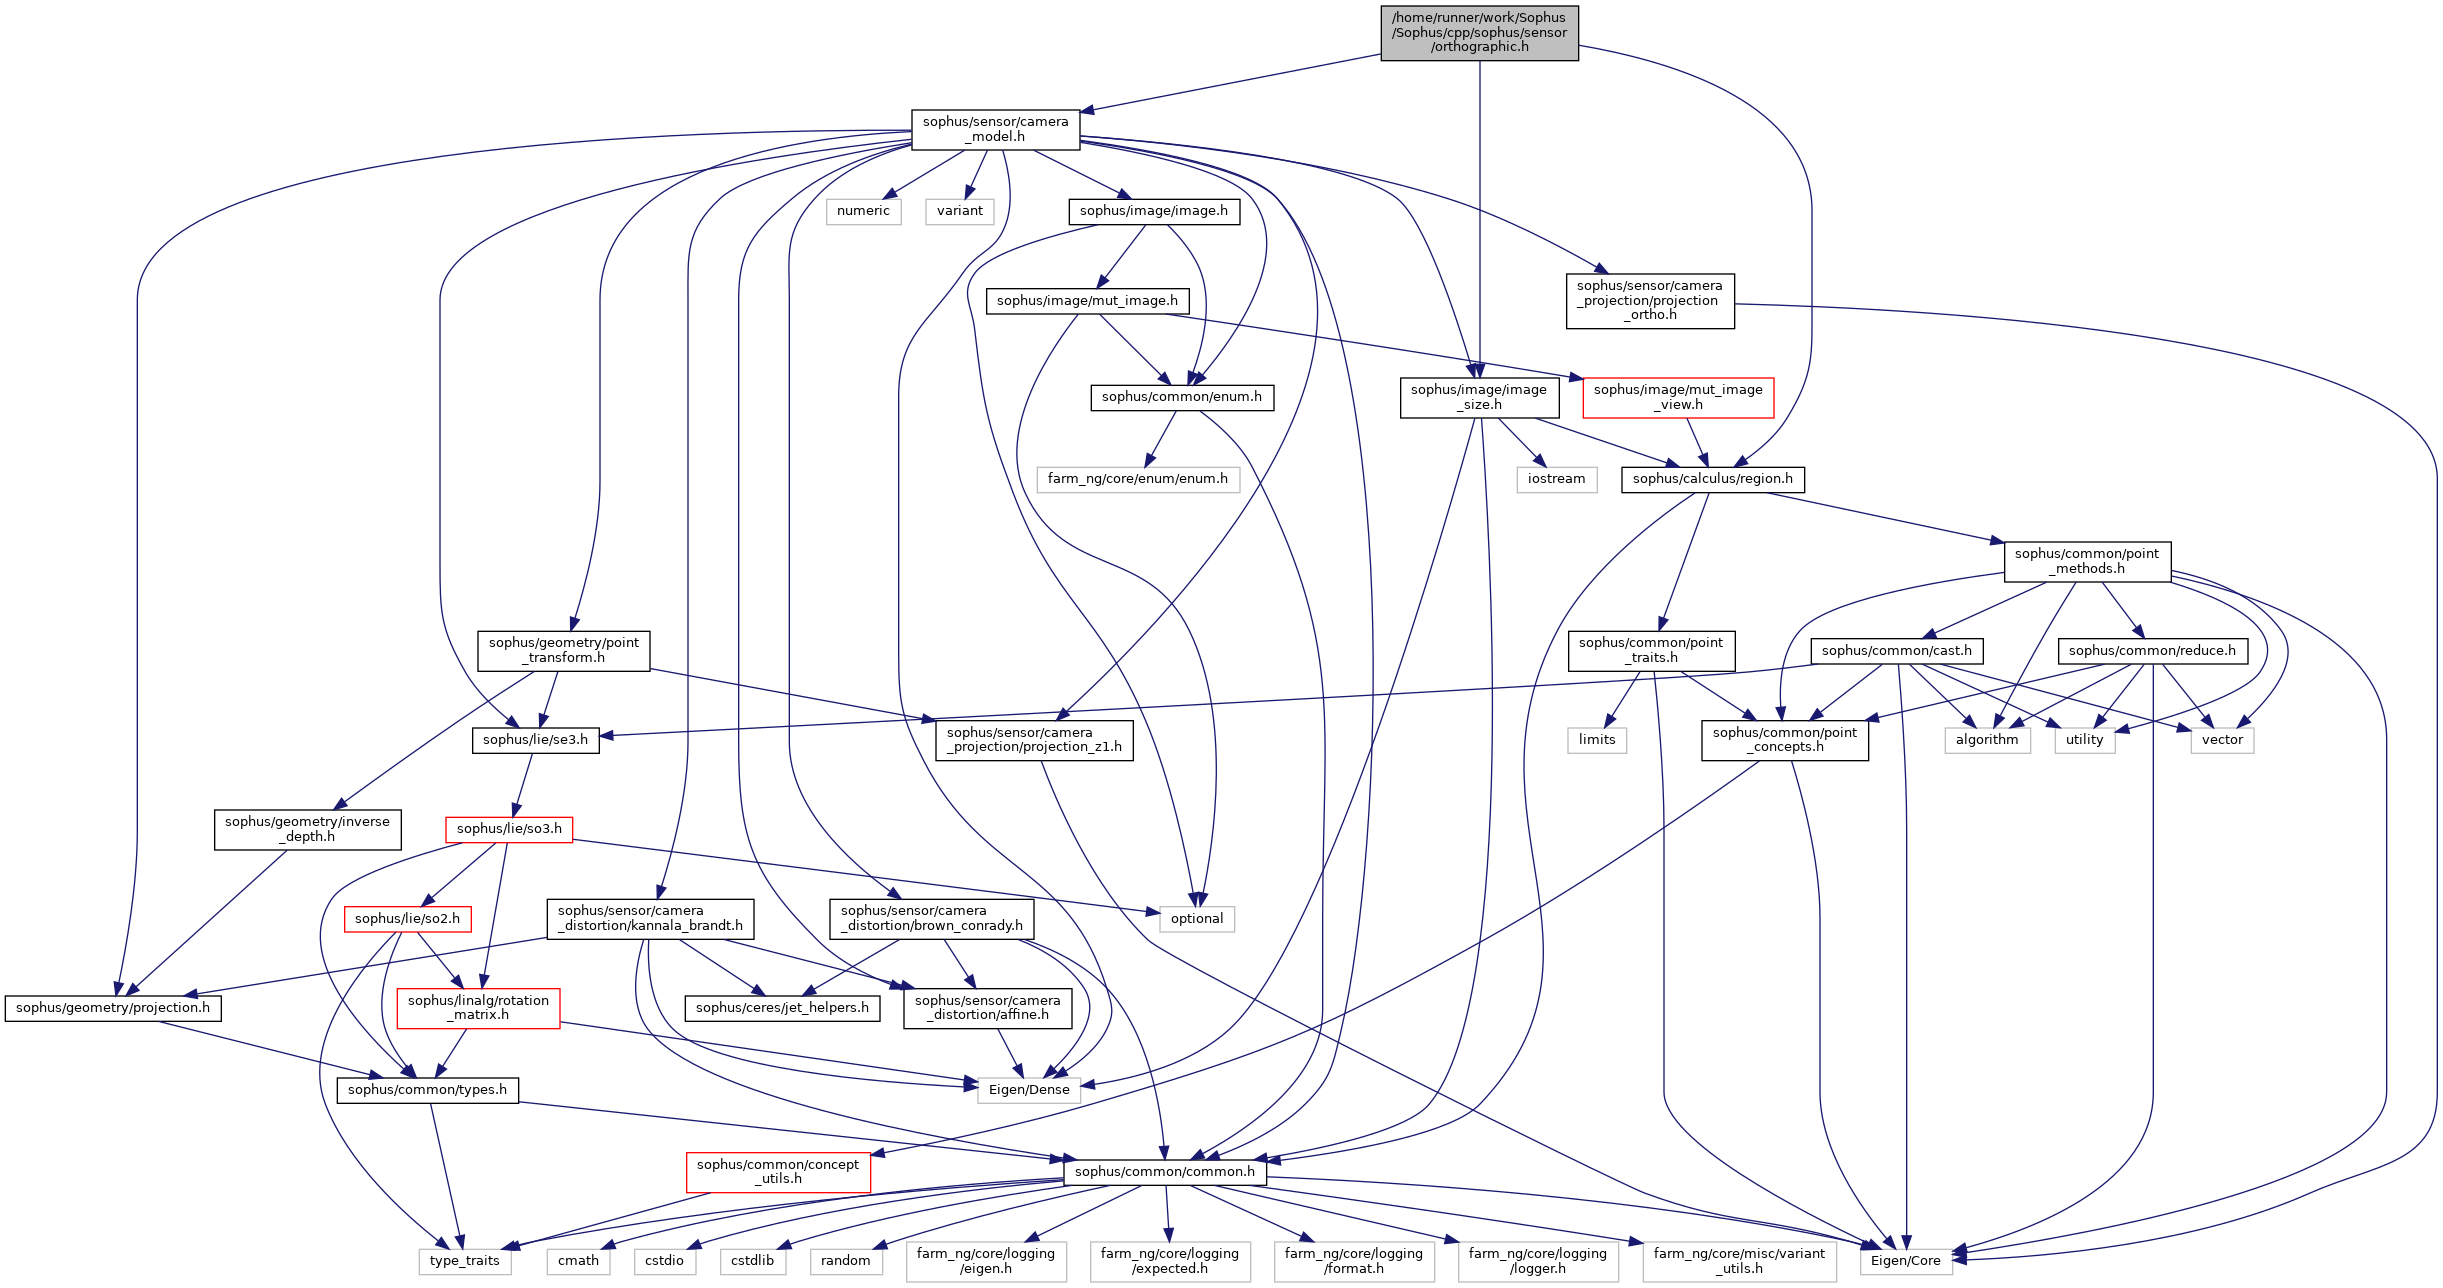 /home/runner/work/Sophus
/Sophus/cpp/sophus/sensor
/orthographic.h
sophus/sensor/camera
_model.h
numeric
variant
sophus/image/image.h
sophus/image/mut_image.h
sophus/sensor/camera
_projection/projection
_ortho.h
sophus/common/enum.h
sophus/image/image
_size.h
sophus/image/mut_image
_view.h
farm_ng/core/enum/enum.h
iostream
sophus/calculus/region.h
sophus/common/point
_methods.h
sophus/geometry/point
_transform.h
sophus/common/point
_traits.h
sophus/common/cast.h
sophus/common/reduce.h
sophus/lie/se3.h
sophus/sensor/camera
_projection/projection_z1.h
limits
sophus/common/point
_concepts.h
algorithm
utility
vector
sophus/geometry/inverse
_depth.h
sophus/lie/so3.h
sophus/lie/so2.h
sophus/sensor/camera
_distortion/kannala_brandt.h
sophus/sensor/camera
_distortion/brown_conrady.h
optional
sophus/geometry/projection.h
sophus/linalg/rotation
_matrix.h
sophus/ceres/jet_helpers.h
sophus/sensor/camera
_distortion/affine.h
sophus/common/types.h
Eigen/Dense
sophus/common/concept
_utils.h
sophus/common/common.h
type_traits
cmath
cstdio
cstdlib
random
farm_ng/core/logging
/eigen.h
farm_ng/core/logging
/expected.h
farm_ng/core/logging
/format.h
farm_ng/core/logging
/logger.h
farm_ng/core/misc/variant
_utils.h
Eigen/Core